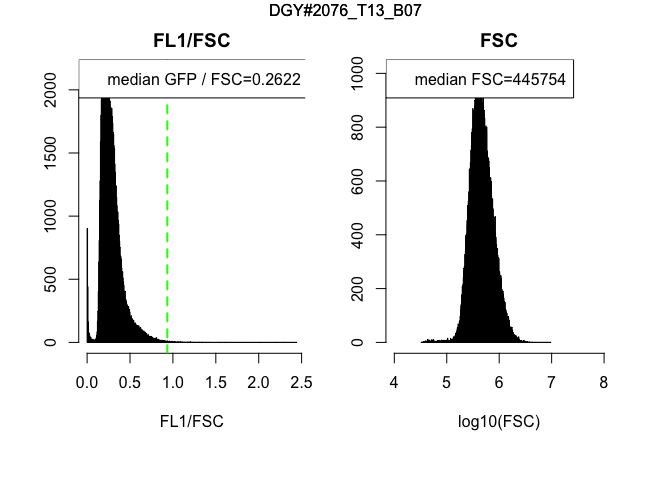 DGY#2076_T13_B07
FL1/FSC
FSC
median GFP / FSC=0.2622
median FSC=445754
2000
1500
1000
500
0
1000
800
600
400
200
0
0.0 0.5 1.0 1.5 2.0 2.5
4 5 6 7 8
FL1/FSC
log10(FSC)